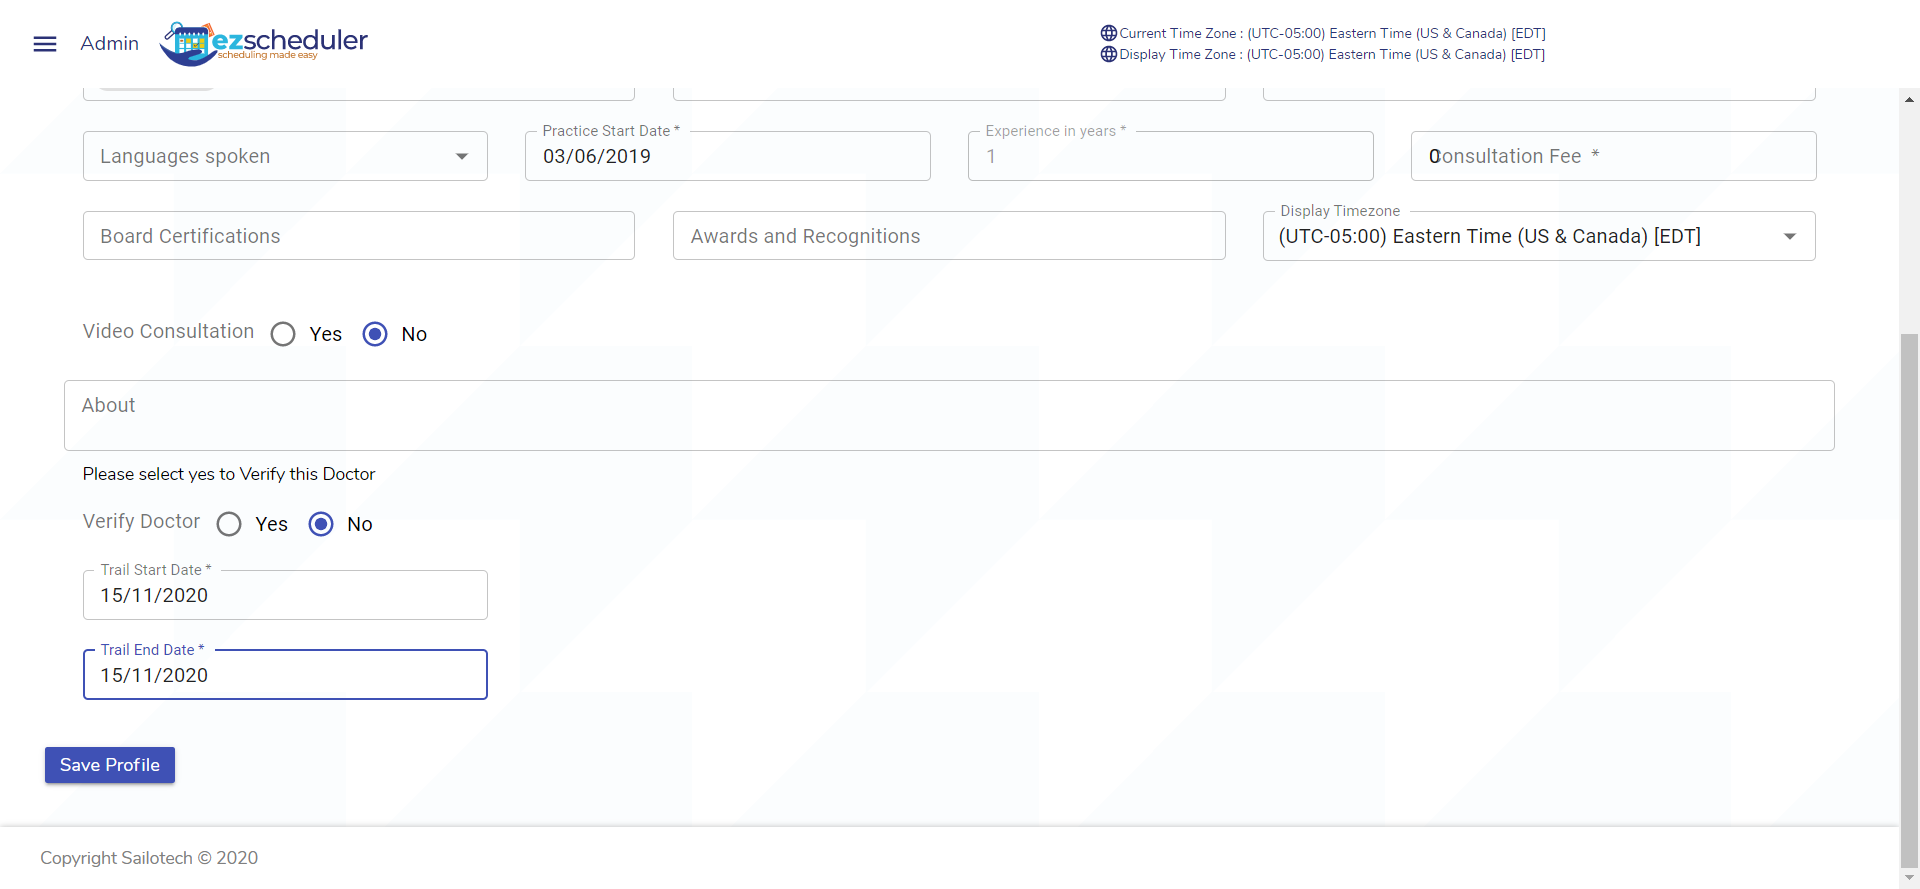 Admin
ezscheduler
scheduling made easy
Current Time Zone : (UTC-05:00) Eastern Time (US & Canada) [EDT]
Display Time Zone : (UTC-05:00) Eastern Time (US & Canada) [EDT]
Languages spoken
Practice Start Date *
03/06/2019
Experience in years *
1
0
Consultation Fee *
Board Certifications
Awards and Recognitions
Display Timezone
(UTC-05:00) Eastern Time (US & Canada) [EDT]
Video Consultation Yes No
About
Please select yes to Verify this Doctor
Verify Doctor Yes No
Trail Start Date *
15/11/2020
Trail End Date *
15/11/2020
Save Profile
Copyright Sailotech © 2020